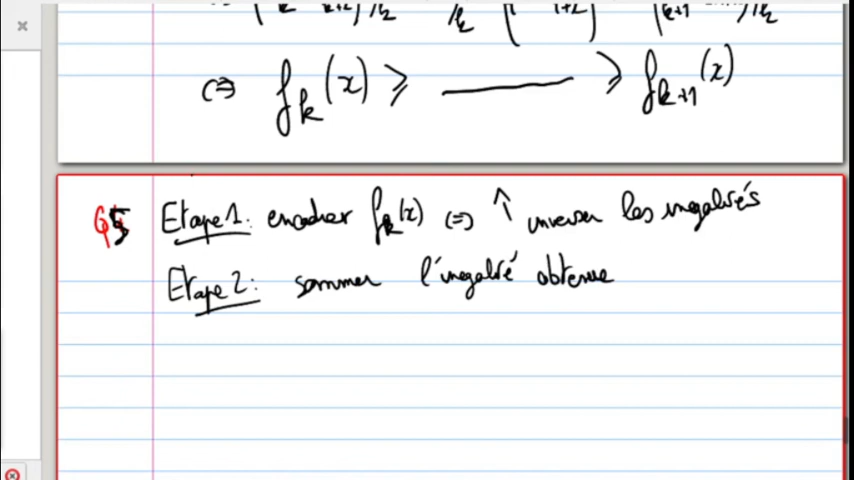 ⇔ f_k(x) ⩾ ——— ⩾ f_{k+1}(x)
Q5 Etape 1: encadrer f_k(x) ⇔ ↑ inverser les inégalités
Etape 2: sommer l'inégalité obtenue